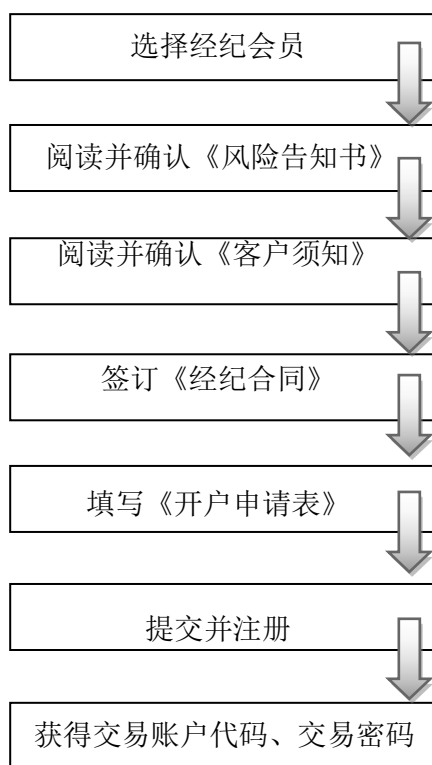 选择经纪会员
阅读并确认《风险告知书》
阅读并确认《客户须知》
签订《经纪合同》
填写《开户申请表》
提交并注册
获得交易账户代码、交易密码